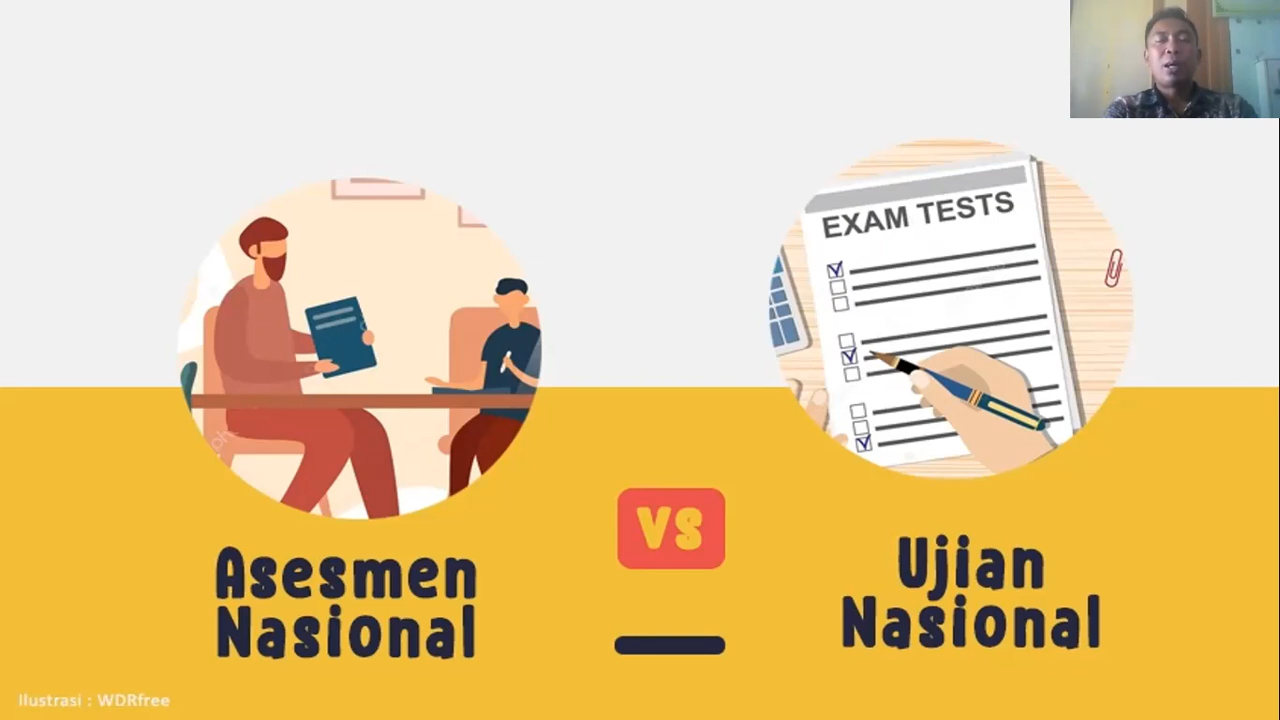 EXAM TESTS
VS
Asesmen
Nasional
Ujian
Nasional
Ilustrasi : WDRfree